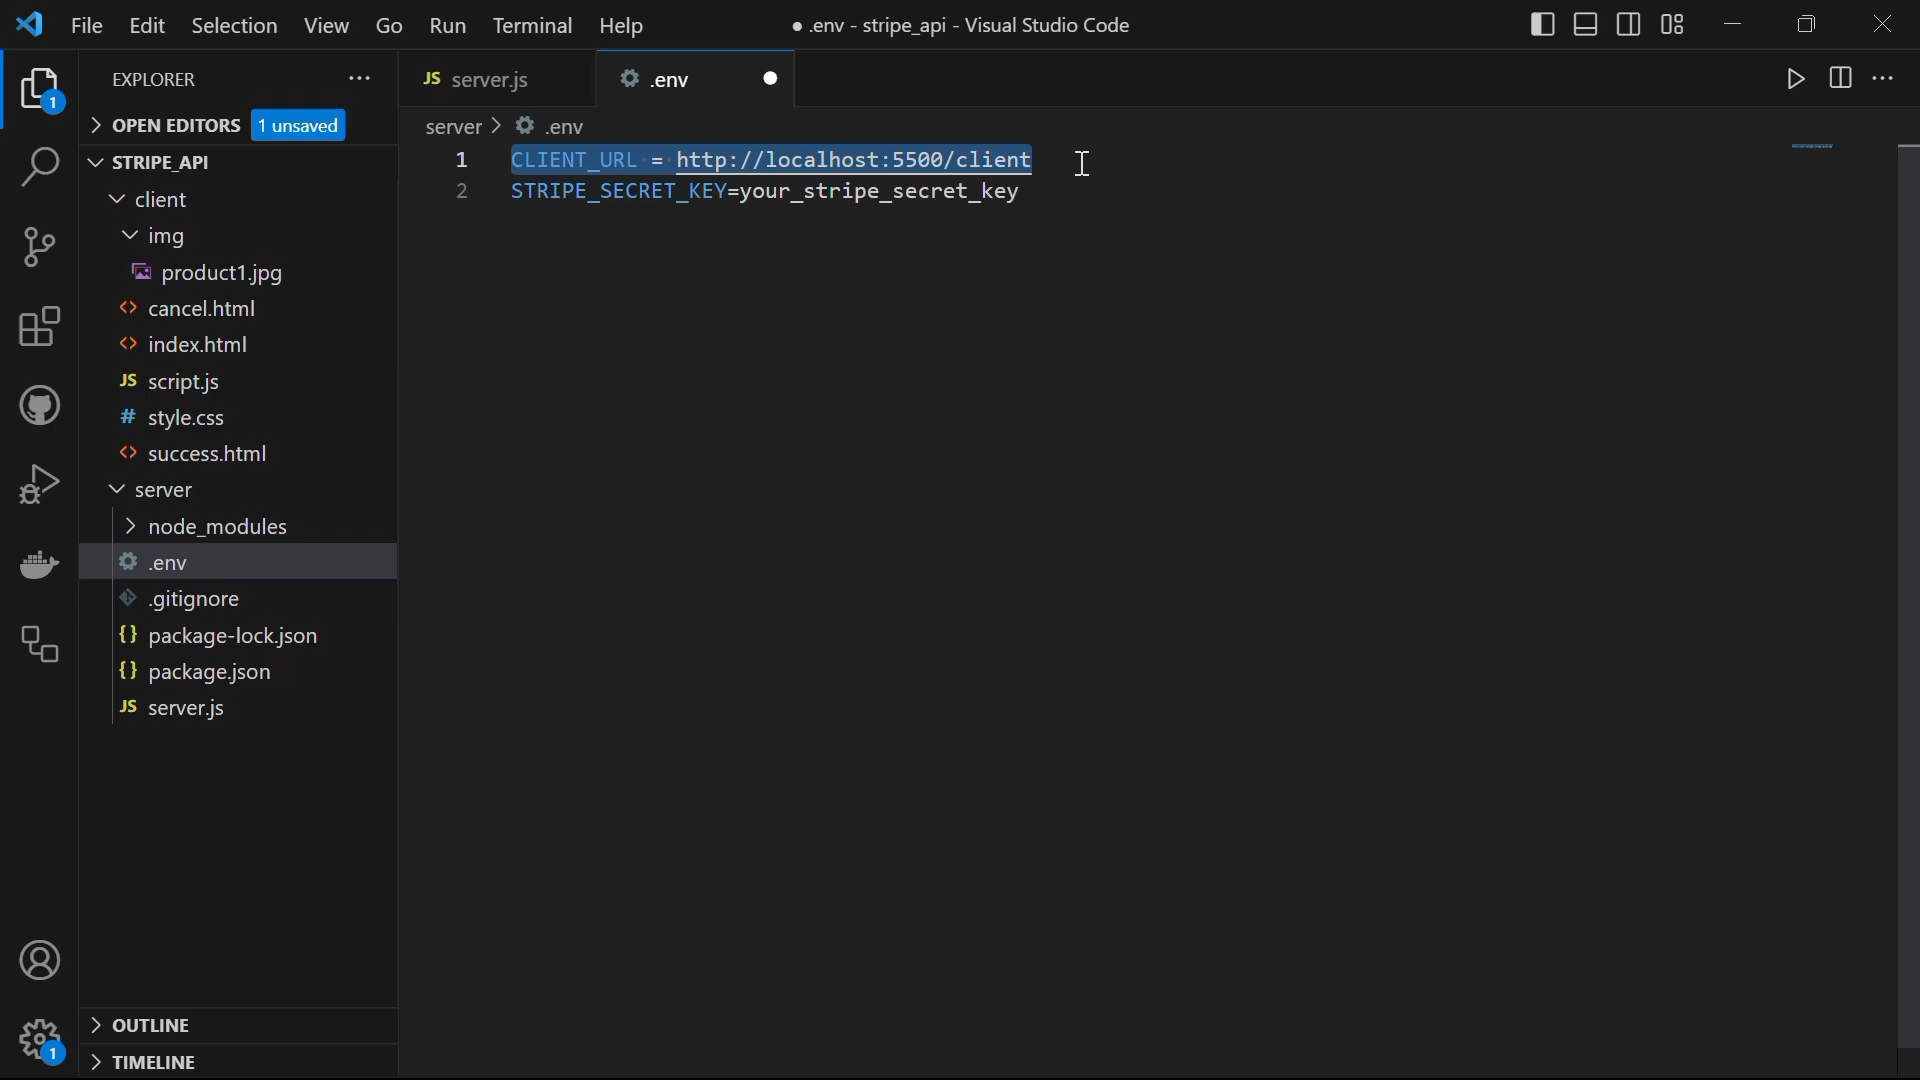 File Edit Selection View Go Run Terminal Help ● .env - stripe_api - Visual Studio Code
EXPLORER
1
OPEN EDITORS 1 unsaved
STRIPE_API
client
img
product1.jpg
<> cancel.html
<> index.html
JS script.js
# style.css
<> success.html
server
node_modules
.env
.gitignore
{} package-lock.json
{} package.json
JS server.js
OUTLINE
TIMELINE
1
JS server.js
.env
server > .env
1 CLIENT_URL = http://localhost:5500/client
2 STRIPE_SECRET_KEY=your_stripe_secret_key